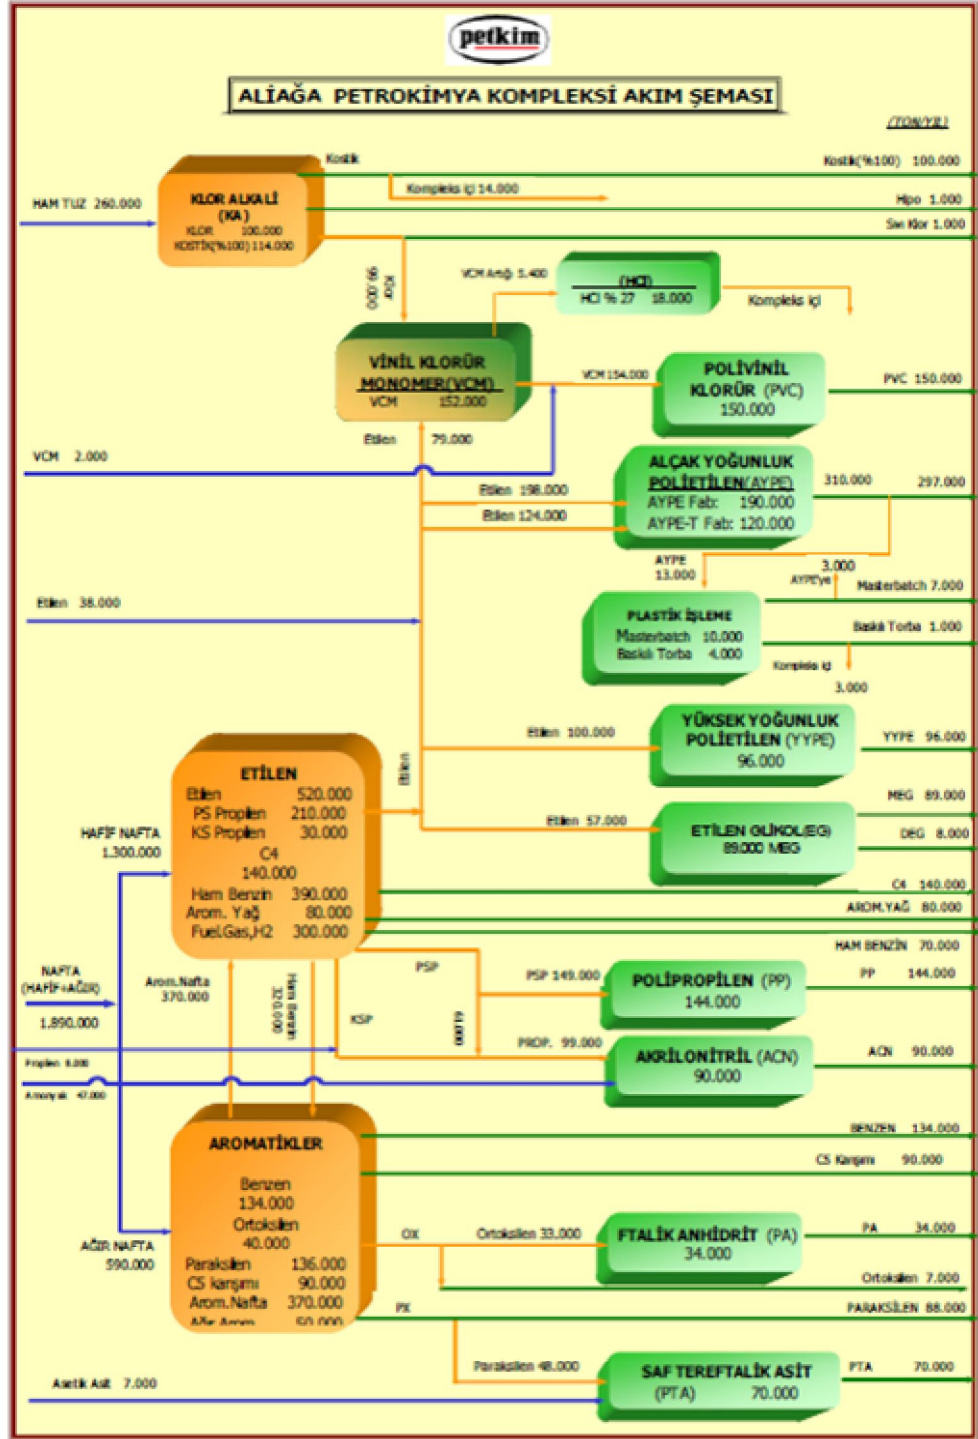 petkim
ALİAĞA PETROKİMYA KOMPLEKSİ AKIM ŞEMASI
(TON/YIL)
Kostik
Kostik(%100) 100.000
KLOR ALKALİ
(KA)
KLOR 100.000
KOSTİK(%100) 114.000
HAM TUZ 260.000
Kompleks içi 14.000
Hipo 1.000
Sıvı Klor 1.000
Klor
99.000
VCM Artığı 5.400
(HCl)
HCl % 27 18.000
Kompleks içi
VİNİL KLORÜR
MONOMER(VCM)
VCM 152.000
VCM 154.000
POLİVİNİL
KLORÜR (PVC)
150.000
PVC 150.000
Etilen 79.000
VCM 2.000
ALÇAK YOĞUNLUK
POLİETİLEN(AYPE)
AYPE Fab: 190.000
AYPE-T Fab: 120.000
310.000 297.000
Etilen 198.000
Etilen 124.000
AYPE
13.000
3.000
AYPE'ye
Masterbatch 7.000
Etilen 38.000
PLASTİK İŞLEME
Masterbatch 10.000
Baskılı Torba 4.000
Baskılı Torba 1.000
Kompleks içi
3.000
Etilen 100.000
YÜKSEK YOĞUNLUK
POLİETİLEN (YYPE)
96.000
YYPE 96.000
Etilen
ETİLEN
Etilen 520.000
PS Propilen 210.000
KS Propilen 30.000
C4
140.000
Ham Benzin 390.000
Arom. Yağ 80.000
Fuel.Gas,H2 300.000
HAFİF NAFTA
1.300.000
Etilen 57.000
ETİLEN GLİKOL(EG)
89.000 MEG
MEG 89.000
DEG 8.000
C4 140.000
AROM.YAĞ 80.000
HAM BENZİN 70.000
NAFTA
(HAFİF+AĞIR)
1.890.000
Arom.Nafta
370.000
Ham Benzin
320.000
PSP
KSP
61.000
PSP 149.000
POLİPROPİLEN (PP)
144.000
PP 144.000
PROP. 99.000
AKRİLONİTRİL (ACN)
90.000
ACN 90.000
Propilen 8.000
Amonyak 47.000
AROMATİKLER
Benzen
134.000
Ortoksilen
40.000
Paraksilen 136.000
CS karışımı 90.000
Arom.Nafta 370.000
Ağır Arom 50.000
BENZEN 134.000
CS Karışımı 90.000
AĞIR NAFTA
590.000
OX
Ortoksilen 33.000
FTALİK ANHİDRİT (PA)
34.000
PA 34.000
Ortoksilen 7.000
PX
PARAKSİLEN 88.000
Paraksilen 48.000
SAF TEREFTALİK ASİT
(PTA) 70.000
PTA 70.000
Asetik Asit 7.000